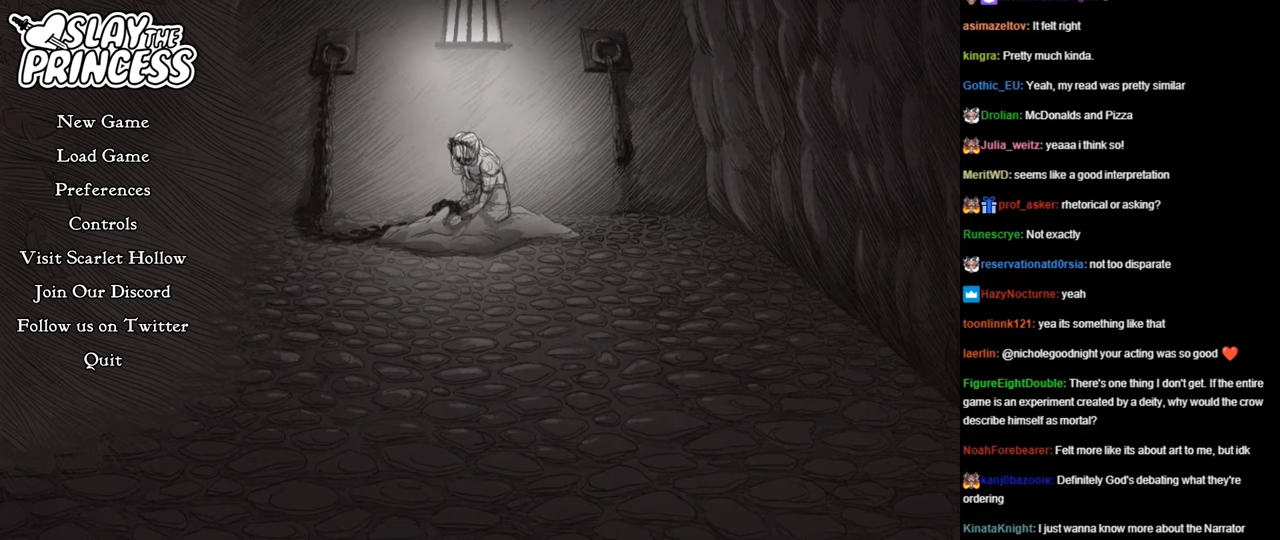 SLAY THE
PRINCESS
New Game
Load Game
Preferences
Controls
Visit Scarlet Hollow
Join Our Discord
Follow us on Twitter
Quit
asimazeltov: It felt right
kingra: Pretty much kinda.
Gothic_EU: Yeah, my read was pretty similar
Drolian: McDonalds and Pizza
Julia_weitz: yeaaa i think so!
MeritWD: seems like a good interpretation
prof_asker: rhetorical or asking?
Runescrye: Not exactly
reservationatd0rsia: not too disparate
HazyNocturne: yeah
toonlinnk121: yea its something like that
laerlin: @nicholegoodnight your acting was so good ❤️
FigureEightDouble: There's one thing I don't get. If the entire
game is an experiment created by a deity, why would the crow
describe himself as mortal?
NoahForebearer: Felt more like its about art to me, but idk
kanj0bazooie: Definitely God's debating what they're
ordering
KinataKnight: I just wanna know more about the Narrator